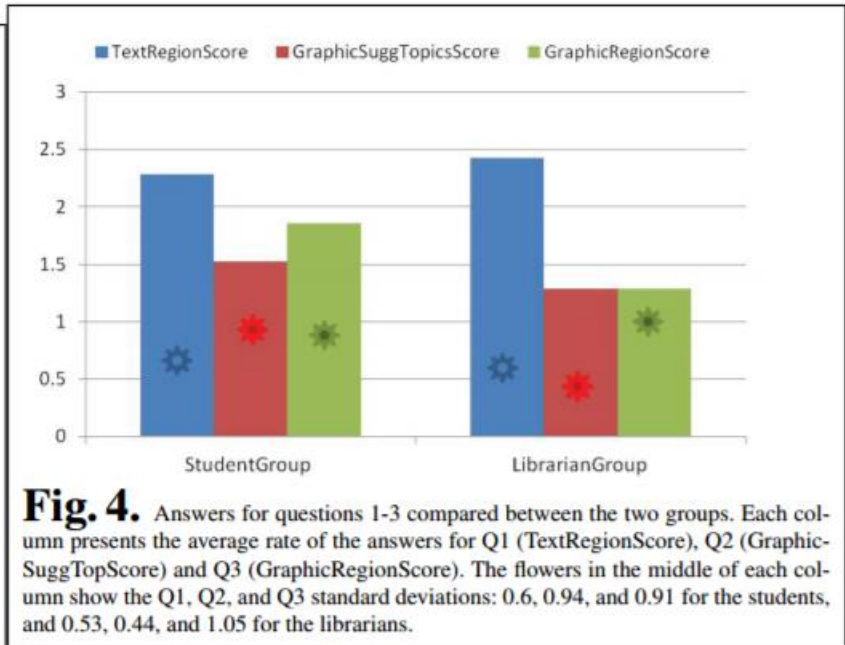 TextRegionScore GraphicSuggTopicsScore GraphicRegionScore
3
2.5
2
1.5
1
0.5
0
StudentGroup LibrarianGroup
Fig. 4. Answers for questions 1-3 compared between the two groups. Each col-
umn presents the average rate of the answers for Q1 (TextRegionScore), Q2 (Graphic-
SuggTopScore) and Q3 (GraphicRegionScore). The flowers in the middle of each col-
umn show the Q1, Q2, and Q3 standard deviations: 0.6, 0.94, and 0.91 for the students,
and 0.53, 0.44, and 1.05 for the librarians.